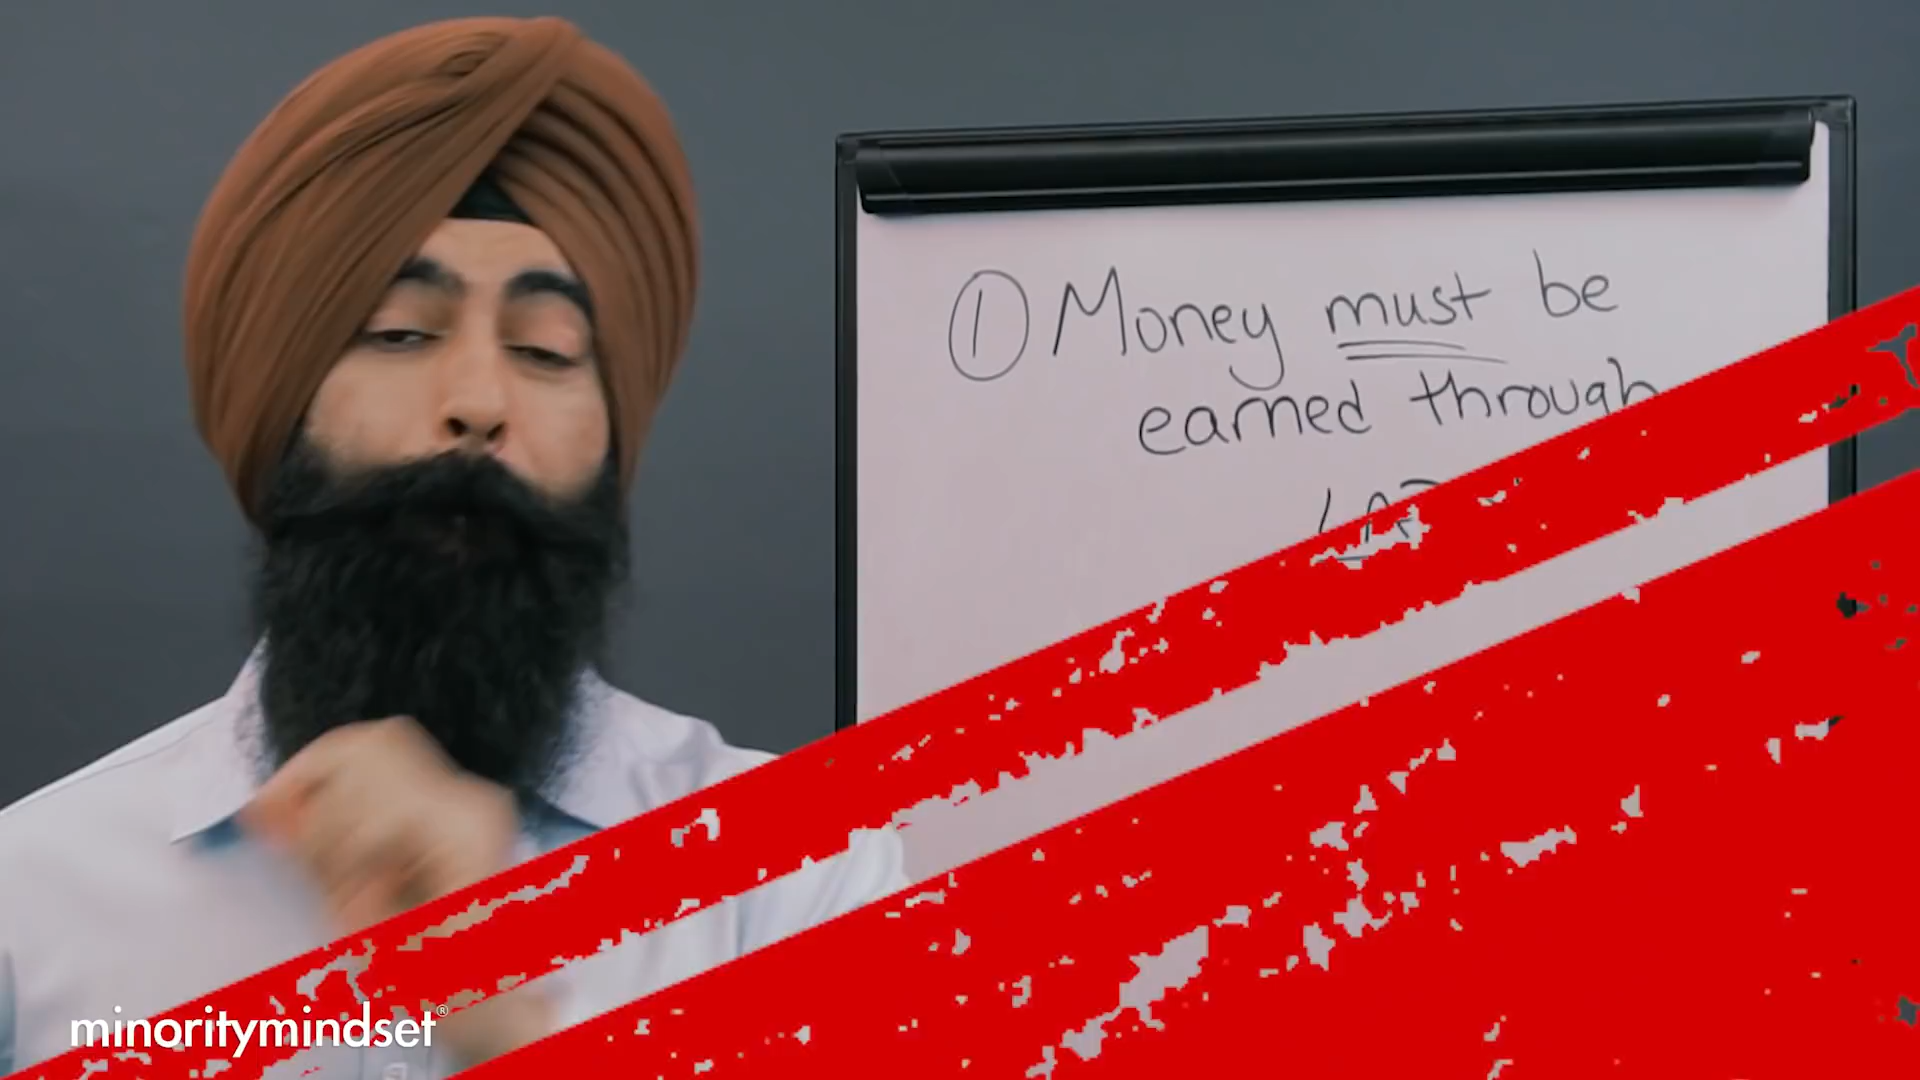 ① Money must be
earned through
minoritymindset®